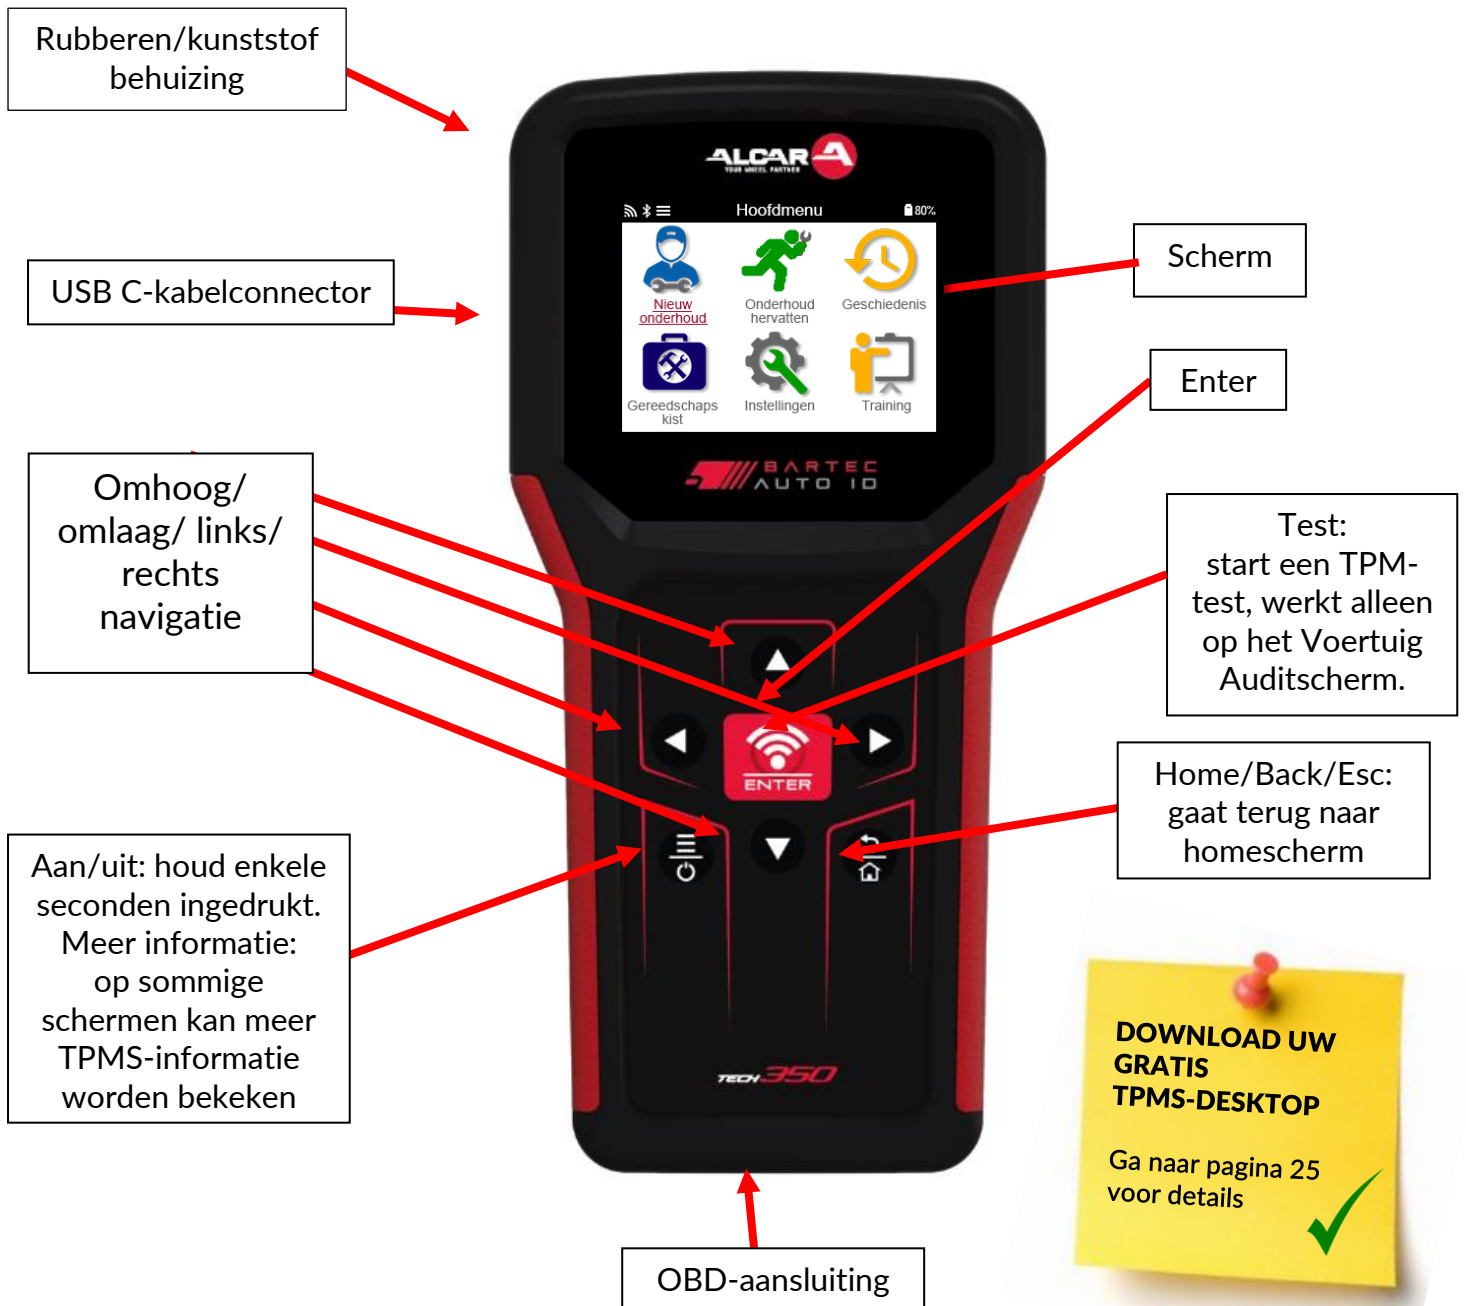 Rubberen/kunststof
behuizing
USB C-kabelconnector
Omhoog/
omlaag/ links/
rechts
navigatie
Aan/uit: houd enkele
seconden ingedrukt.
Meer informatie:
op sommige
schermen kan meer
TPMS-informatie
worden bekeken
ALCAR
YOUR WHEEL PARTNER
Hoofdmenu
80%
Nieuw
onderhoud
Onderhoud
hervatten
Geschiedenis
Gereedschaps
kist
Instellingen
Training
BARTEC
AUTO ID
ENTER
TECH350
OBD-aansluiting
Scherm
Enter
Test:
start een TPM-
test, werkt alleen
op het Voertuig
Auditscherm.
Home/Back/Esc:
gaat terug naar
homescherm
DOWNLOAD UW
GRATIS
TPMS-DESKTOP
Ga naar pagina 25
voor details